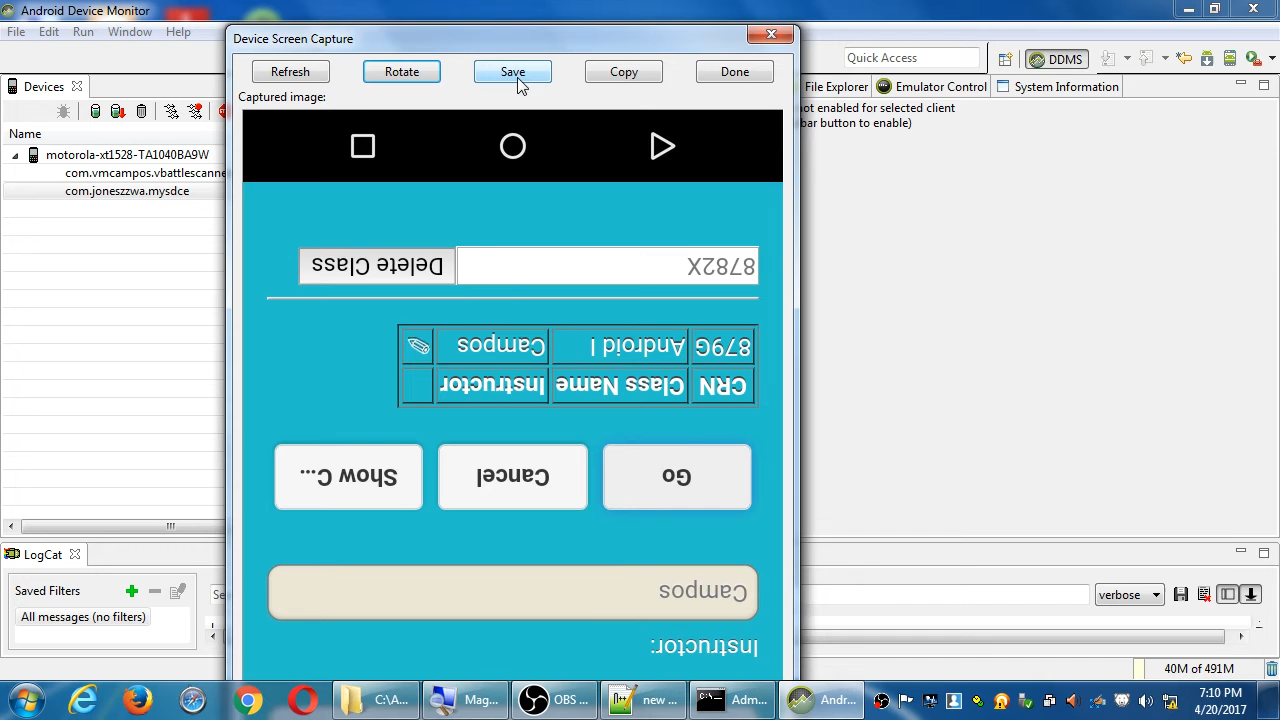 Android Device Monitor
File Edit Run Window Help
Device Screen Capture
Refresh Rotate Save Copy Done
Captured image:
Quick Access
DDMS
Devices
File Explorer
Emulator Control
System Information
not enabled for selected client
bar button to enable)
Name
motorola-xt1528-TA1040BA9W
com.vmcampos.vbattlescanne
com.joneszzwa.mysdce
8782X
Delete Class
879G Android I Campos
CRN Class Name Instructor
Go Cancel Show C...
Campos
Instructor:
LogCat
Saved Filters
All messages (no filters)
Se
verbose
40M of 491M
C:\A...
Mag...
OBS ...
new ...
Adm...
Andr...
7:10 PM
4/20/2017